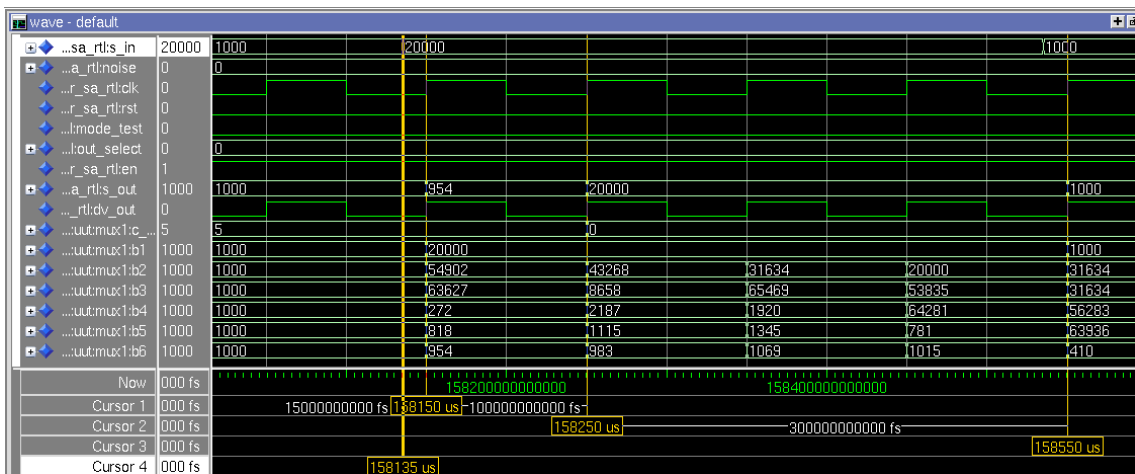 wave - default
...sa_rtl:s_in 20000 1000 20000 1000
...a_rtl:noise 0 0
...r_sa_rtl:clk 0
...r_sa_rtl:rst 0
...l:mode_test 0
...l:out_select 0 0
...r_sa_rtl:en 1
...a_rtl:s_out 1000 1000 954 20000 1000
..._rtl:dv_out 0
...:uut:mux1:c_... 5 5 0
...:uut:mux1:b1 1000 1000 20000 1000
...:uut:mux1:b2 1000 1000 54902 43268 31634 20000 31634
...:uut:mux1:b3 1000 1000 63627 8658 65469 53835 31634
...:uut:mux1:b4 1000 1000 272 2187 1920 64281 56283
...:uut:mux1:b5 1000 1000 818 1115 1345 781 63936
...:uut:mux1:b6 1000 1000 954 983 1069 1015 410
Now 000 fs 158200000000000 158400000000000
Cursor 1 000 fs 15000000000 fs 158150 us 100000000000 fs
Cursor 2 000 fs 158250 us 300000000000 fs
Cursor 3 000 fs 158550 us
Cursor 4 000 fs 158135 us